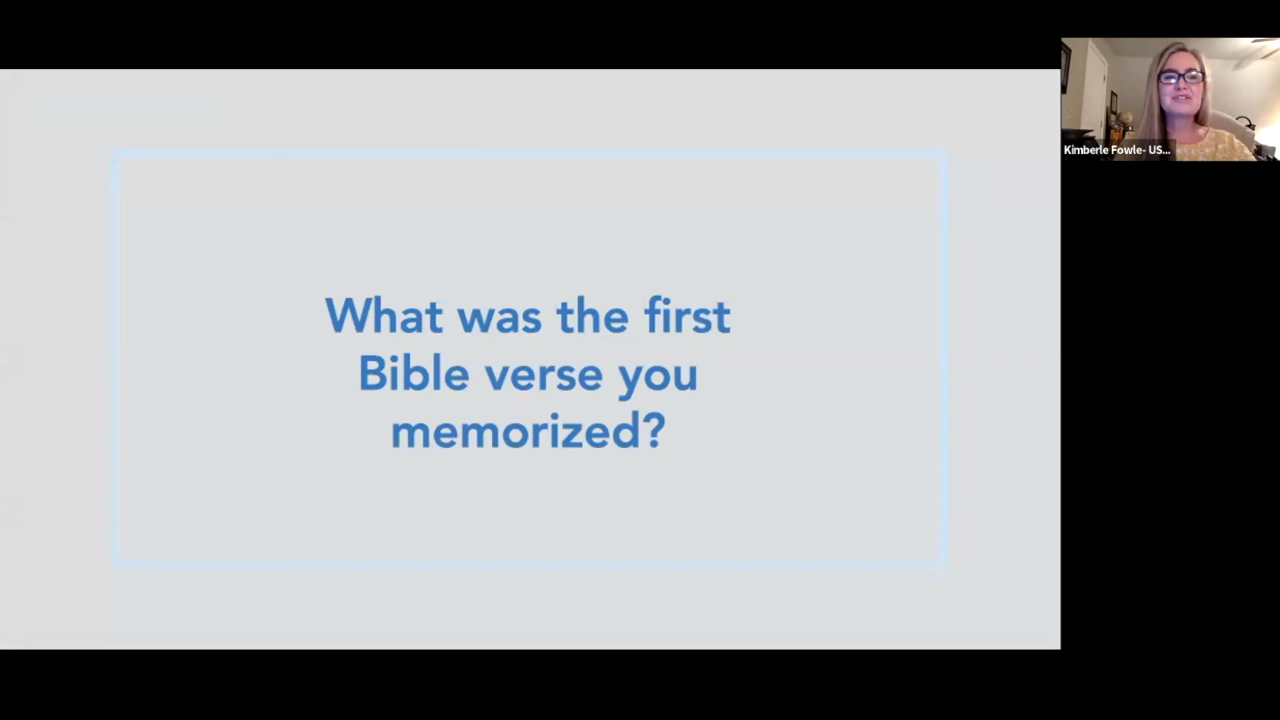 What was the first
Bible verse you
memorized?
Kimberle Fowle- US...